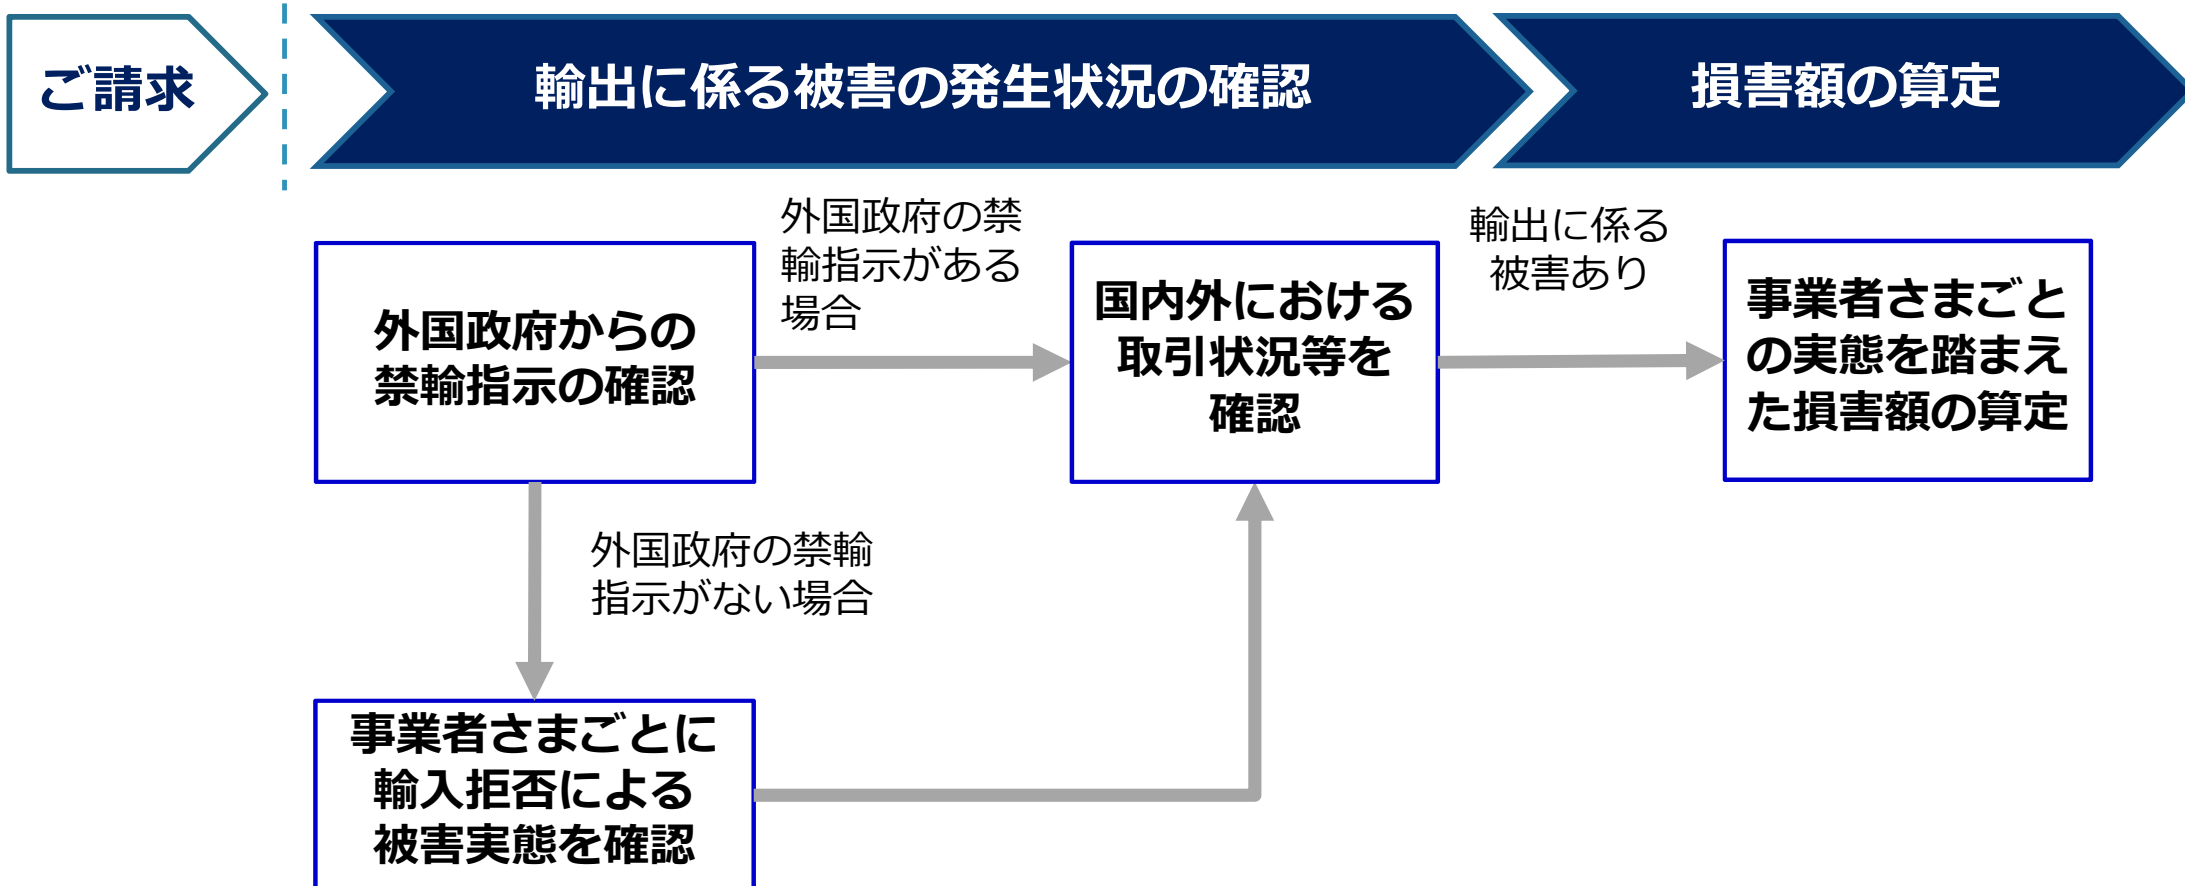 ご請求
輸出に係る被害の発生状況の確認
損害額の算定
外国政府からの
禁輸指示の確認
外国政府の禁
輸指示がある
場合
国内外における
取引状況等を
確認
輸出に係る
被害あり
事業者さまごと
の実態を踏まえ
た損害額の算定
外国政府の禁輸
指示がない場合
事業者さまごとに
輸入拒否による
被害実態を確認